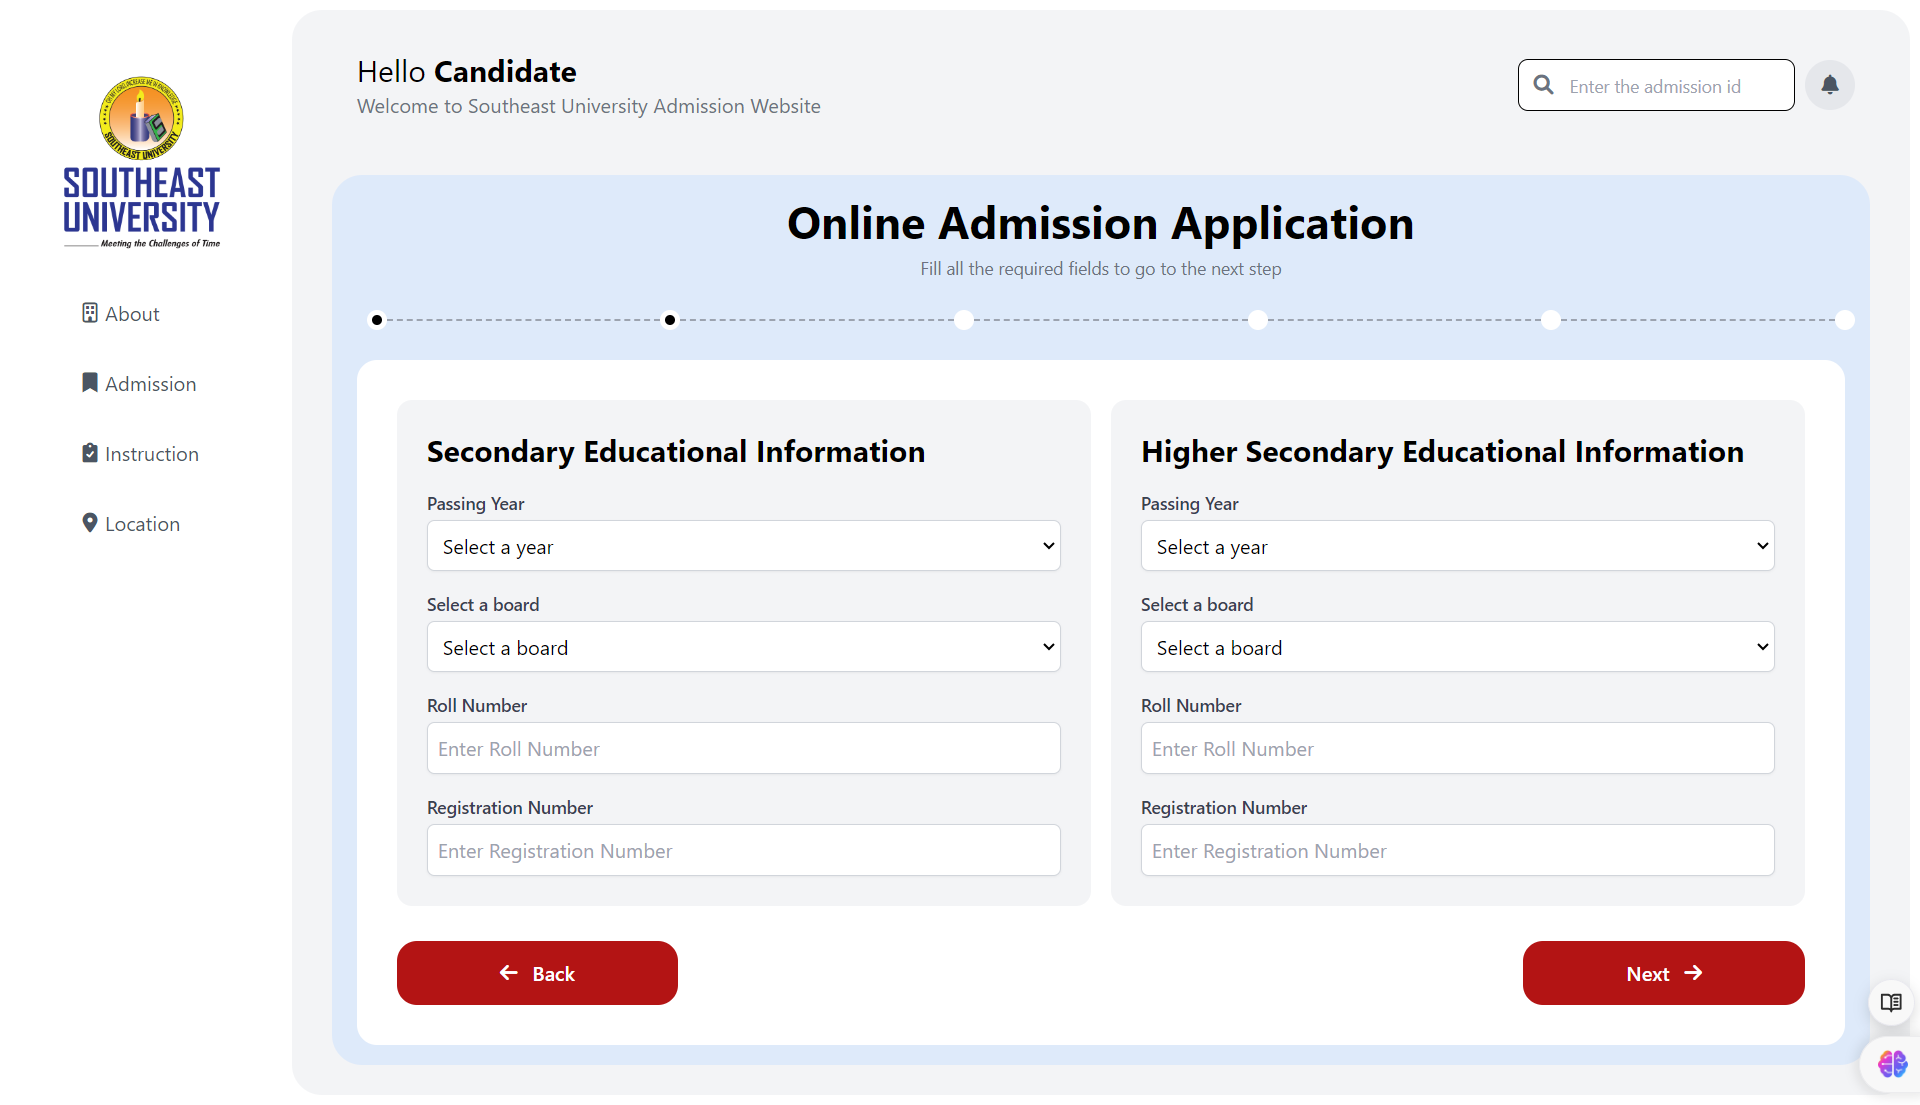 SOUTHEAST UNIVERSITY
SOUTHEAST
UNIVERSITY
Meeting the Challenges of Time
About
Admission
Instruction
Location
Hello Candidate
Welcome to Southeast University Admission Website
Enter the admission id
Online Admission Application
Fill all the required fields to go to the next step
Secondary Educational Information
Passing Year
Select a year
Select a board
Select a board
Roll Number
Enter Roll Number
Registration Number
Enter Registration Number
Higher Secondary Educational Information
Passing Year
Select a year
Select a board
Select a board
Roll Number
Enter Roll Number
Registration Number
Enter Registration Number
Back
Next